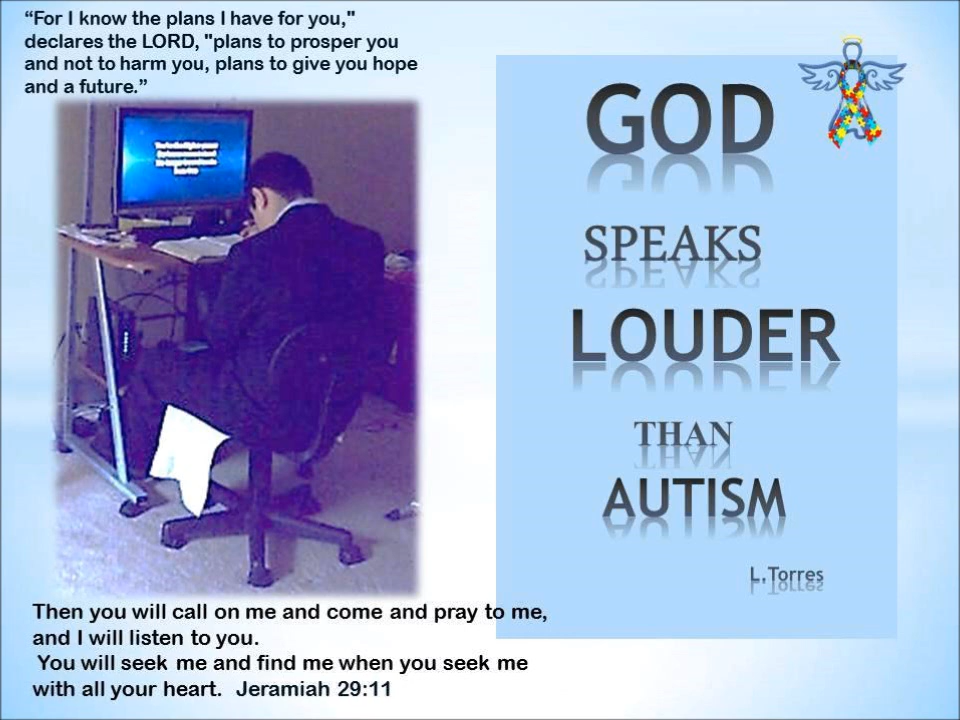 “For I know the plans I have for you,"
declares the LORD, "plans to prosper you
and not to harm you, plans to give you hope
and a future.”
GOD
SPEAKS
LOUDER
THAN
AUTISM
L.Torres
Then you will call on me and come and pray to me,
and I will listen to you.
You will seek me and find me when you seek me
with all your heart. Jeramiah 29:11